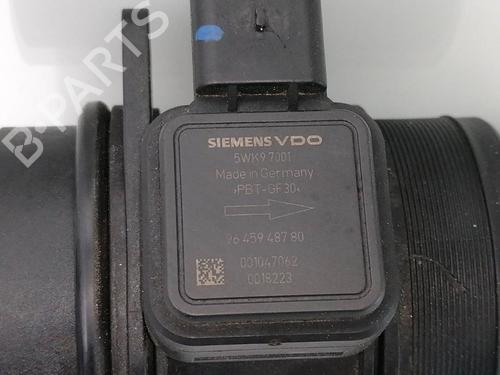 SIEMENS VDO
5WK9 7001
Made in Germany
›PBT-GF30‹
96 459 487 80
001047062
0018223
B-PARTS